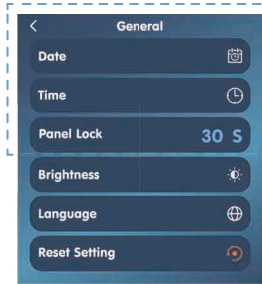 General
Date
Time
Panel Lock 30 S
Brightness
Language
Reset Setting